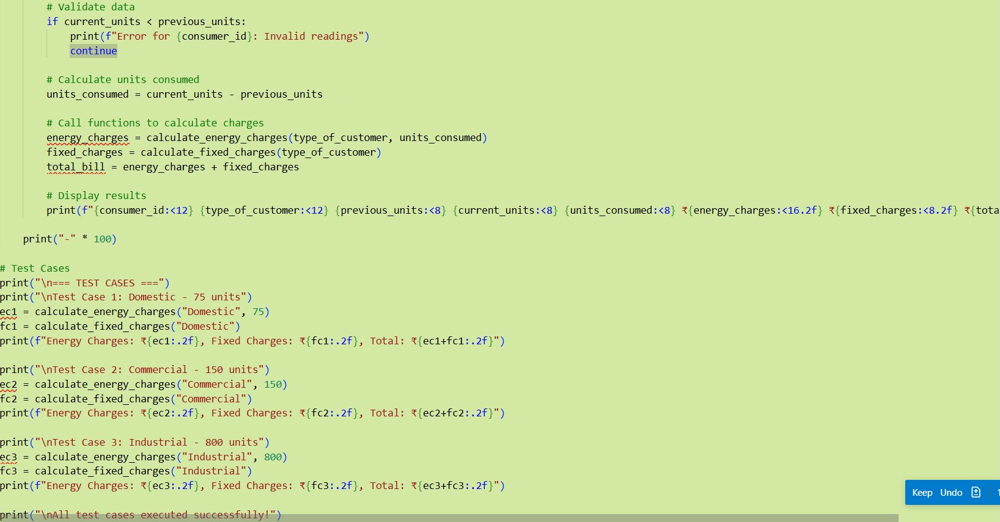 # Validate data
if current_units < previous_units:
print(f"Error for {consumer_id}: Invalid readings")
continue
# Calculate units consumed
units_consumed = current_units - previous_units
# Call functions to calculate charges
energy_charges = calculate_energy_charges(type_of_customer, units_consumed)
fixed_charges = calculate_fixed_charges(type_of_customer)
total_bill = energy_charges + fixed_charges
# Display results
print(f"{consumer_id:<12} {type_of_customer:<12} {previous_units:<8} {current_units:<8} {units_consumed:<8} ₹{energy_charges:<16.2f} ₹{fixed_charges:<8.2f} ₹{tota
print("-" * 100)
# Test Cases
print("\n=== TEST CASES ===")
print("\nTest Case 1: Domestic - 75 units")
ec1 = calculate_energy_charges("Domestic", 75)
fc1 = calculate_fixed_charges("Domestic")
print(f"Energy Charges: ₹{ec1:.2f}, Fixed Charges: ₹{fc1:.2f}, Total: ₹{ec1+fc1:.2f}")
print("\nTest Case 2: Commercial - 150 units")
ec2 = calculate_energy_charges("Commercial", 150)
fc2 = calculate_fixed_charges("Commercial")
print(f"Energy Charges: ₹{ec2:.2f}, Fixed Charges: ₹{fc2:.2f}, Total: ₹{ec2+fc2:.2f}")
print("\nTest Case 3: Industrial - 800 units")
ec3 = calculate_energy_charges("Industrial", 800)
fc3 = calculate_fixed_charges("Industrial")
print(f"Energy Charges: ₹{ec3:.2f}, Fixed Charges: ₹{fc3:.2f}, Total: ₹{ec3+fc3:.2f}")
Keep Undo 1
print("\nAll test cases executed successfully!")